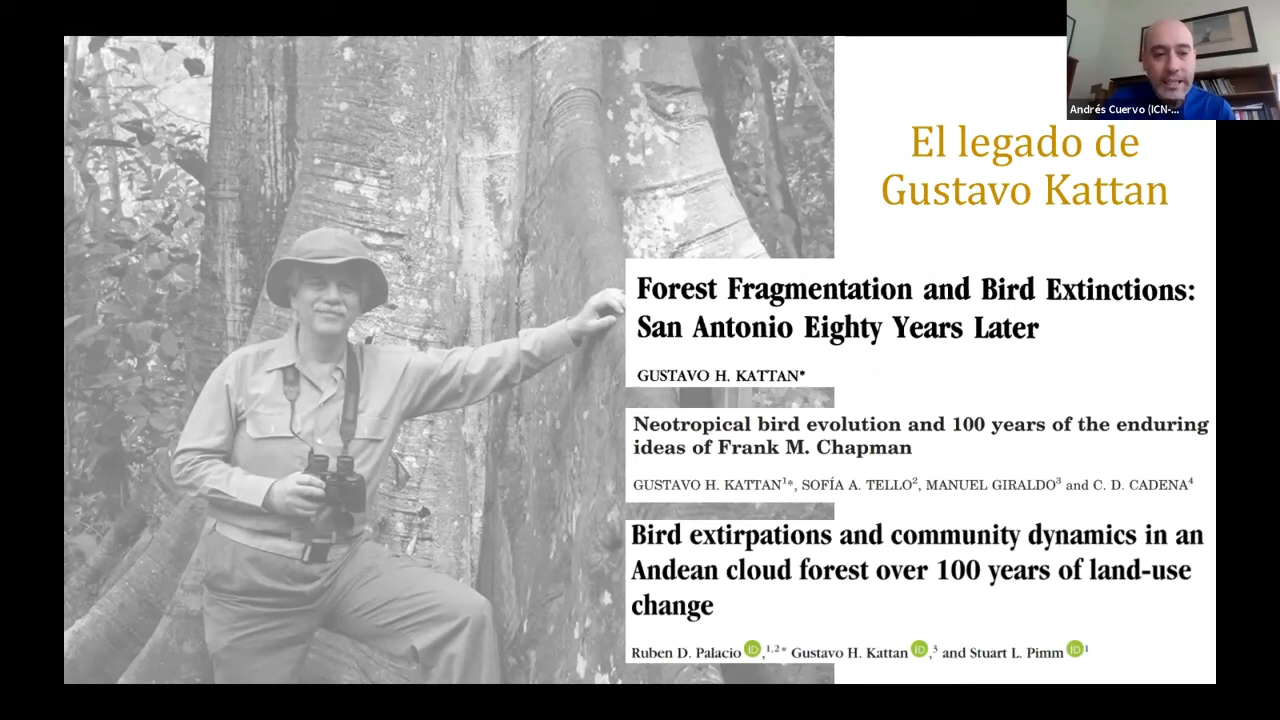 Andrés Cuervo (ICN-...
El legado de
Gustavo Kattan
Forest Fragmentation and Bird Extinctions:
San Antonio Eighty Years Later
GUSTAVO H. KATTAN*
Neotropical bird evolution and 100 years of the enduring
ideas of Frank M. Chapman
GUSTAVO H. KATTAN¹*, SOFÍA A. TELLO², MANUEL GIRALDO³ and C. D. CADENA⁴
Bird extirpations and community dynamics in an
Andean cloud forest over 100 years of land-use
change
Ruben D. Palacio iD,¹,²* Gustavo H. Kattan iD,³ and Stuart L. Pimm iD¹